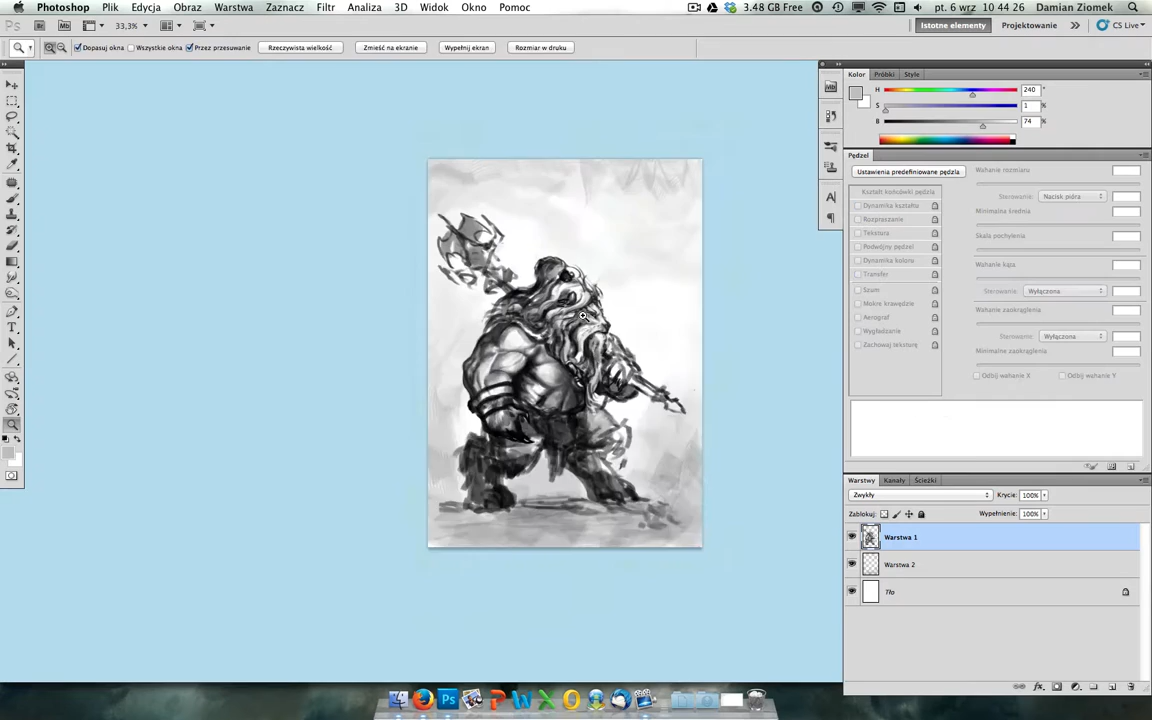 Photoshop Plik Edycja Obraz Warstwa Zaznacz Filtr Analiza 3D Widok Okno Pomoc 3.48 GB Free pt. 6 wrz 10 44 26 Damian Ziomek
Ps Br Mb 33,3% Istotne elementy Projektowanie CS Live
Dopasuj okna Wszystkie okna Przez przesuwanie Rzeczywista wielkość Zmieść na ekranie Wypełnij ekran Rozmiar w druku
Kolor Próbki Style
H 240 °
S 1 %
B 74 %
Pędzel
Ustawienia predefiniowane pędzla Wahanie rozmiaru
Kształt końcówki pędzla Sterowanie: Nacisk pióra
Dynamika kształtu Minimalna średnia
Rozpraszanie
Tekstura Skala pochylenia
Podwójny pędzel
Dynamika koloru Wahanie kąta
Transfer
Szum Sterowanie: Wyłączona
Mokre krawędzie Wahanie zaokrąglenia
Aerograf
Wygładzanie Sterowanie: Wyłączona
Zachowaj teksturę Minimalne zaokrąglenie
Odbij wahanie X Odbij wahanie Y
Warstwy Kanały Ścieżki
Zwykły Krycie: 100%
Zablokuj: Wypełnienie: 100%
Warstwa 1
Warstwa 2
Tło
fx
Ps P W X O